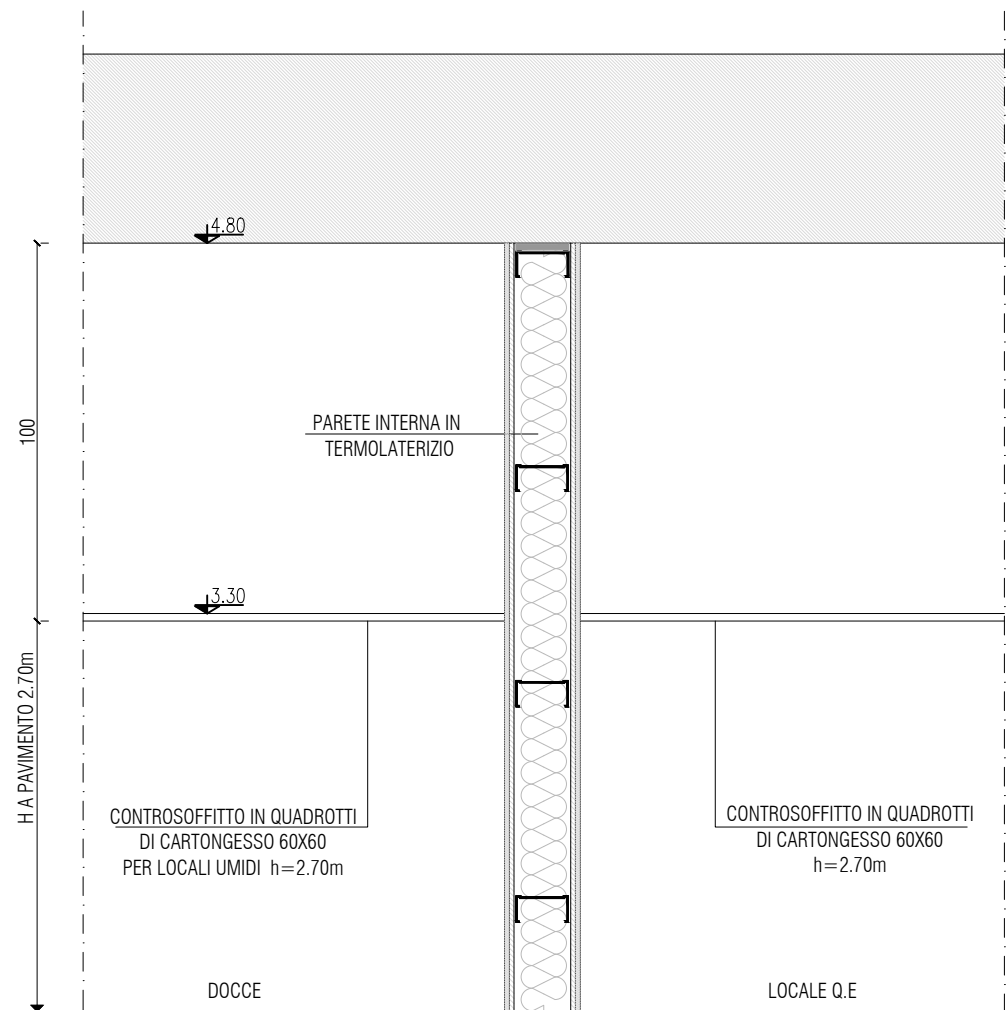 4.80
100
PARETE INTERNA IN
TERMOLATERIZIO
3.30
H A PAVIMENTO 2.70m
CONTROSOFFITTO IN QUADROTTI
DI CARTONGESSO 60X60
PER LOCALI UMIDI h=2.70m
CONTROSOFFITTO IN QUADROTTI
DI CARTONGESSO 60X60
h=2.70m
DOCCE
LOCALE Q.E